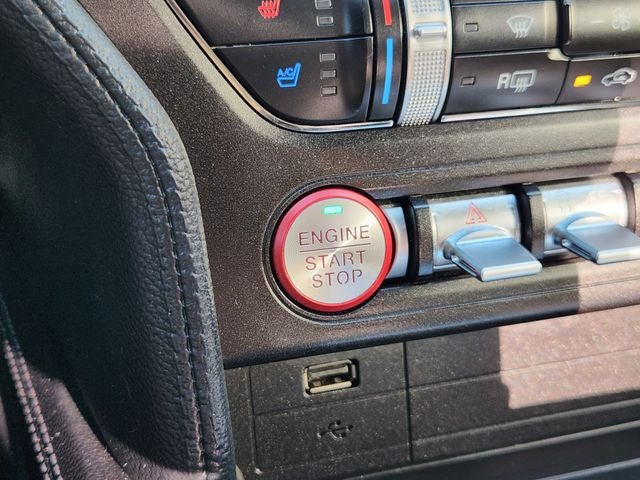 A/C
R
ENGINE
START
STOP